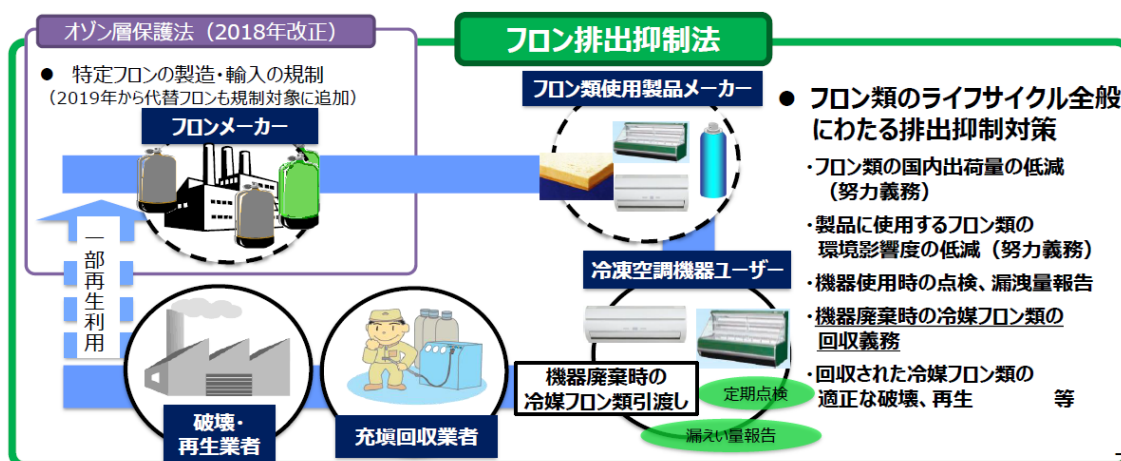 オゾン層保護法（2018年改正）
フロン排出抑制法
● 特定フロンの製造・輸入の規制
（2019年から代替フロンも規制対象に追加）
フロンメーカー
フロン類使用製品メーカー
● フロン類のライフサイクル全般
にわたる排出抑制対策
・フロン類の国内出荷量の低減
（努力義務）
・製品に使用するフロン類の
環境影響度の低減（努力義務）
・機器使用時の点検、漏洩量報告
・機器廃棄時の冷媒フロン類の
回収義務
・回収された冷媒フロン類の
適正な破壊、再生 等
冷凍空調機器ユーザー
定期点検
漏えい量報告
機器廃棄時の
冷媒フロン類引渡し
充塡回収業者
破壊・
再生業者
一部再生利用